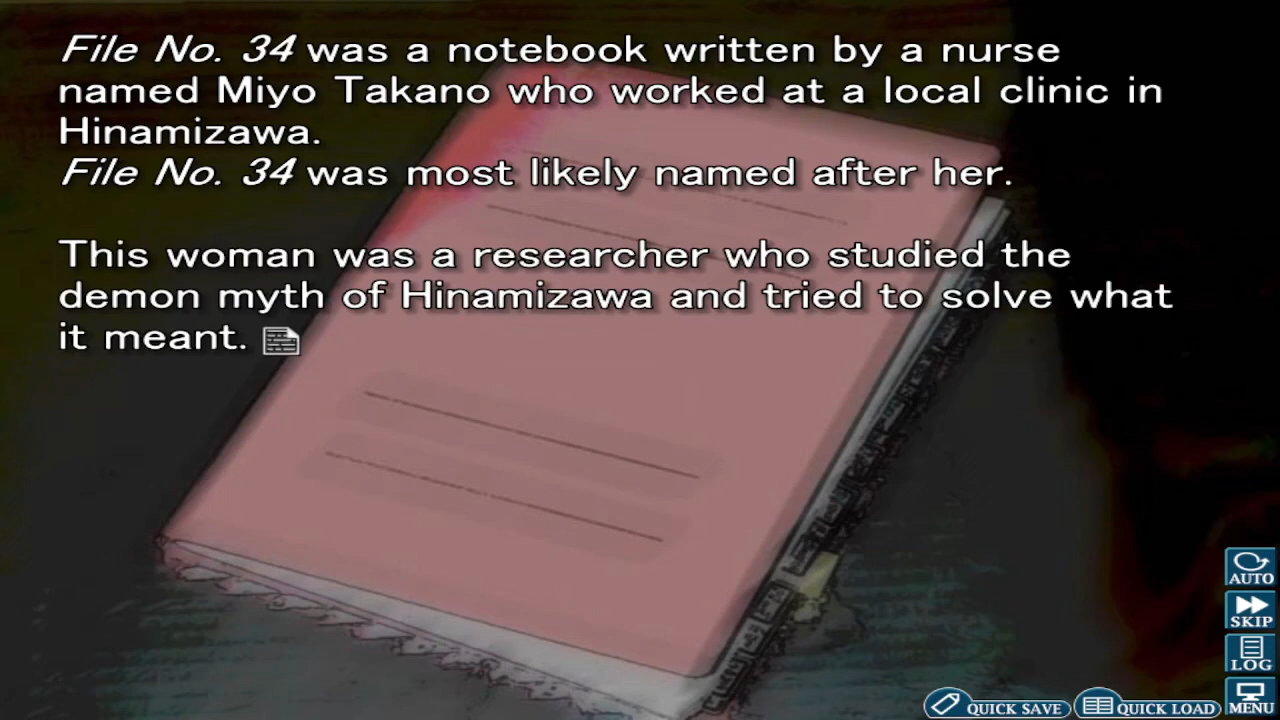 File No. 34 was a notebook written by a nurse
named Miyo Takano who worked at a local clinic in
Hinamizawa.
File No. 34 was most likely named after her.
This woman was a researcher who studied the
demon myth of Hinamizawa and tried to solve what
it meant.
AUTO
SKIP
LOG
MENU
QUICK SAVE
QUICK LOAD